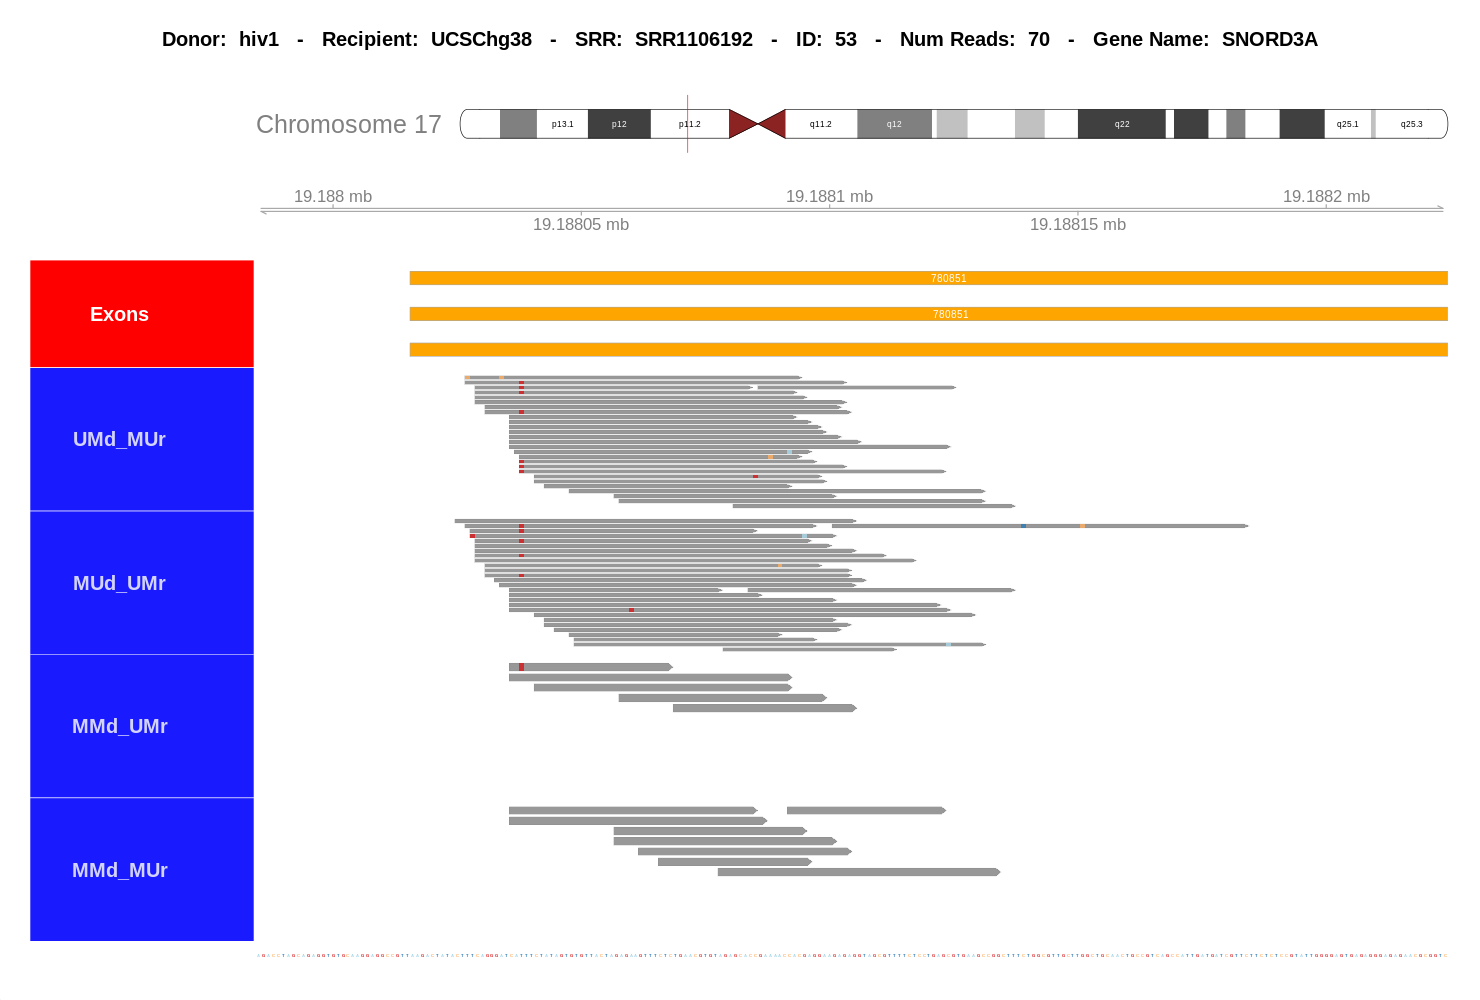 Donor: hiv1 - Recipient: UCSChg38 - SRR: SRR1106192 - ID: 53 - Num Reads: 70 - Gene Name: SNORD3A
Chromosome 17
p13.1 p12 p11.2 q11.2 q12 q22 q25.1 q25.3
19.188 mb 19.1881 mb 19.1882 mb
19.18805 mb 19.18815 mb
780851
Exons
780851
UMd_MUr
MUd_UMr
MMd_UMr
MMd_MUr